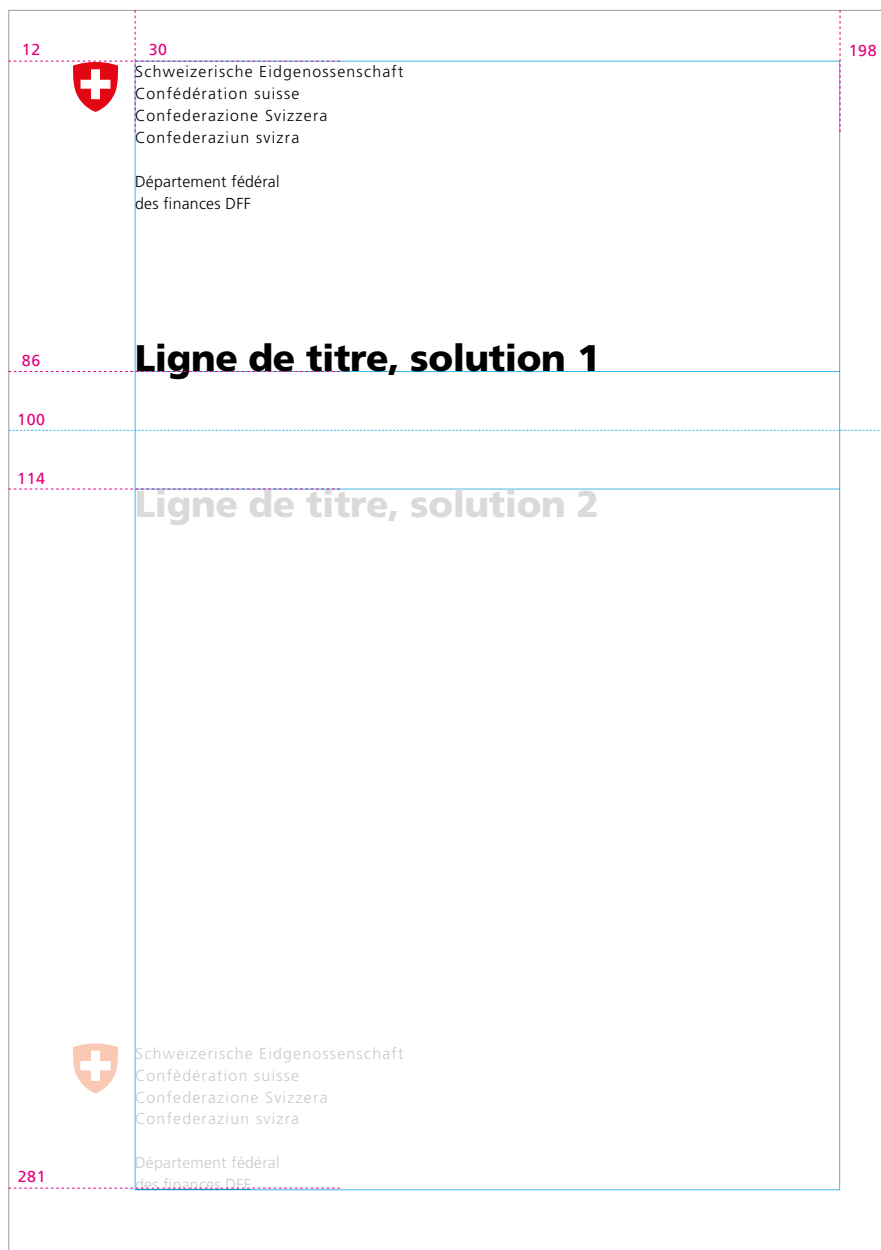 12
30
198
Schweizerische Eidgenossenschaft
Confédération suisse
Confederazione Svizzera
Confederaziun svizra
Département fédéral
des finances DFF
86
Ligne de titre, solution 1
100
114
Ligne de titre, solution 2
Schweizerische Eidgenossenschaft
Confédération suisse
Confederazione Svizzera
Confederaziun svizra
Département fédéral
281
des finances DFF